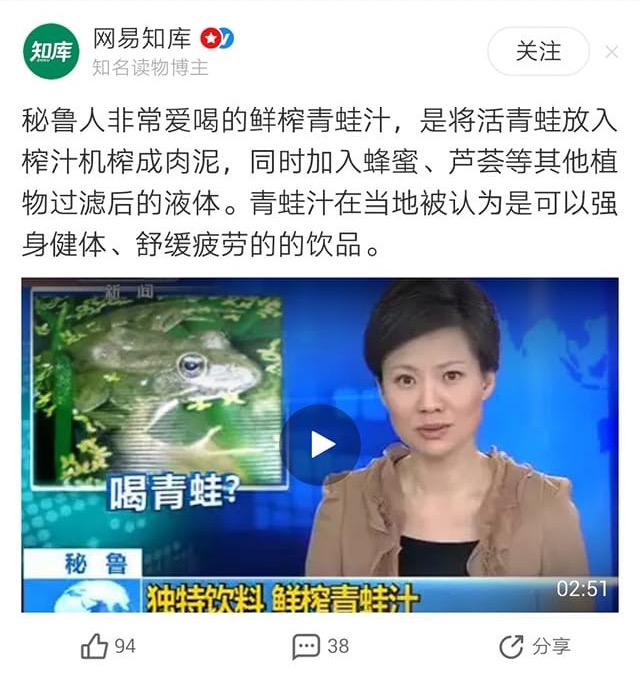 知库
网易知库
知名读物博主
关注
秘鲁人非常爱喝的鲜榨青蛙汁，是将活青蛙放入
榨汁机榨成肉泥，同时加入蜂蜜、芦荟等其他植
物过滤后的液体。青蛙汁在当地被认为是可以强
身健体、舒缓疲劳的的饮品。
新 闻
喝青蛙?
秘 鲁
独特饮料 鲜榨青蛙汁
02:51
94
38
分享